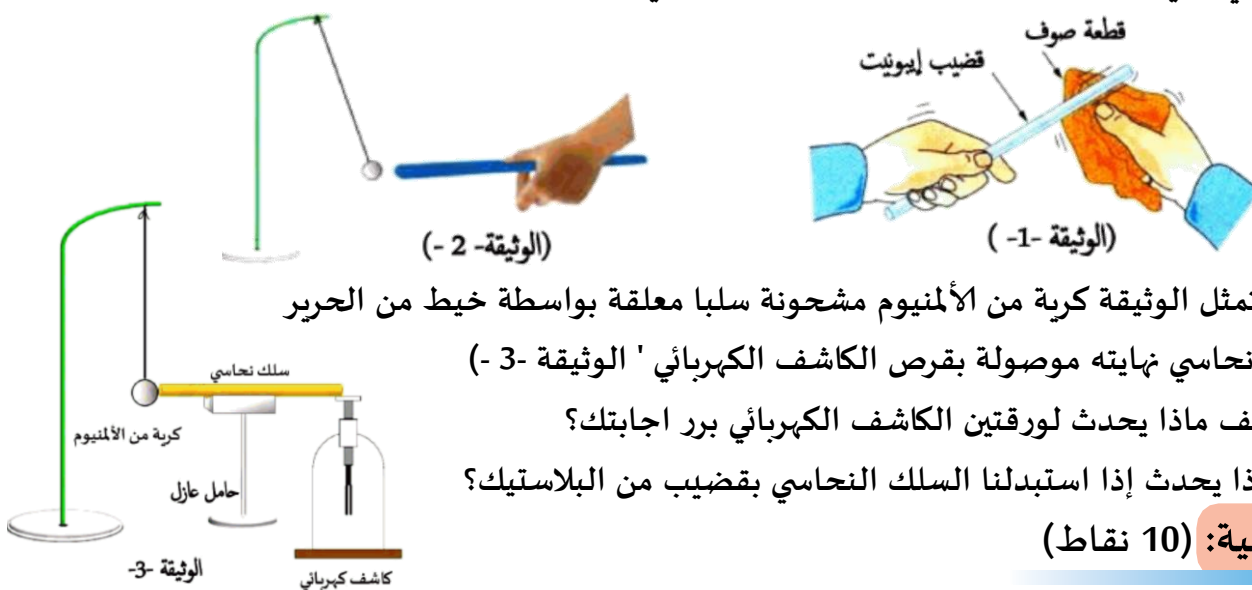 قطعة صوف
قضيب إيبونيت
(الوثيقة -1- )
(الوثيقة- 2 -)
تمثل الوثيقة كرية من الألمنيوم مشحونة سلبا معلقة بواسطة خيط من الحرير
نحاسي نهايته موصولة بقرص الكاشف الكهربائي ' الوثيقة -3 -)
ماذا يحدث لورقتين الكاشف الكهربائي برر اجابتك؟
يحدث إذا استبدلنا السلك النحاسي بقضيب من البلاستيك؟
(10 نقاط)
سلك نحاسي
كرية من الألمنيوم
حامل عازل
الوثيقة -3-
كاشف كهربائي